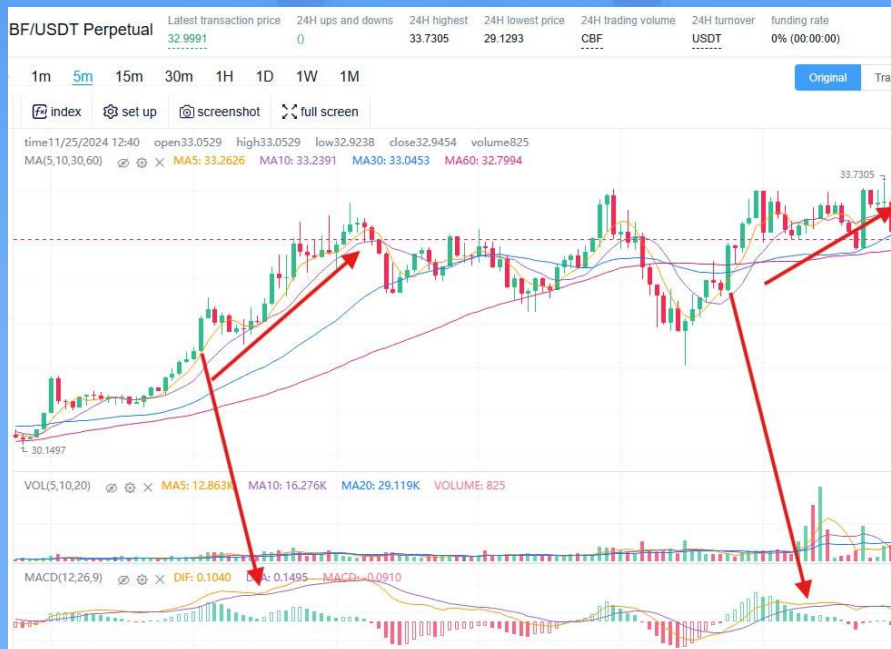 BF/USDT Perpetual
Latest transaction price 24H ups and downs 24H highest 24H lowest price 24H trading volume 24H turnover funding rate
32.9991 () 33.7305 29.1293 CBF USDT 0% (00:00:00)
1m 5m 15m 30m 1H 1D 1W 1M Original Tra
index set up screenshot full screen
time11/25/2024 12:40 open33.0529 high33.0529 low32.9238 close32.9454 volume825
MA(5,10,30,60) MA5: 33.2626 MA10: 33.2391 MA30: 33.0453 MA60: 32.7994
33.7305
30.1497
VOL(5,10,20) MA5: 12.863K MA10: 16.276K MA20: 29.119K VOLUME: 825
MACD(12,26,9) DIF: 0.1040 0.1495 MACD: -0.0910